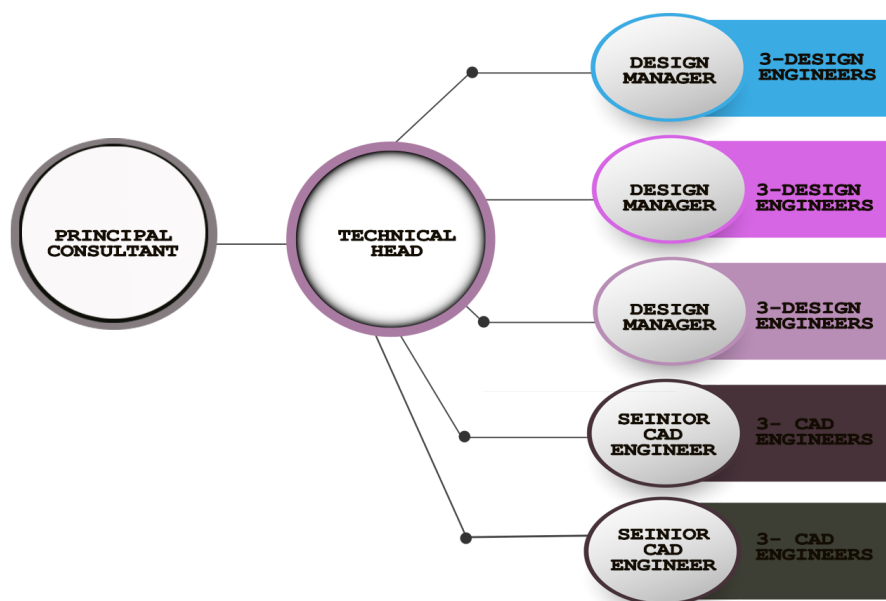 PRINCIPAL
CONSULTANT
TECHNICAL
HEAD
DESIGN
MANAGER
3-DESIGN
ENGINEERS
DESIGN
MANAGER
3-DESIGN
ENGINEERS
DESIGN
MANAGER
3-DESIGN
ENGINEERS
SEINIOR
CAD
ENGINEER
3- CAD
ENGINEERS
SEINIOR
CAD
ENGINEER
3- CAD
ENGINEERS